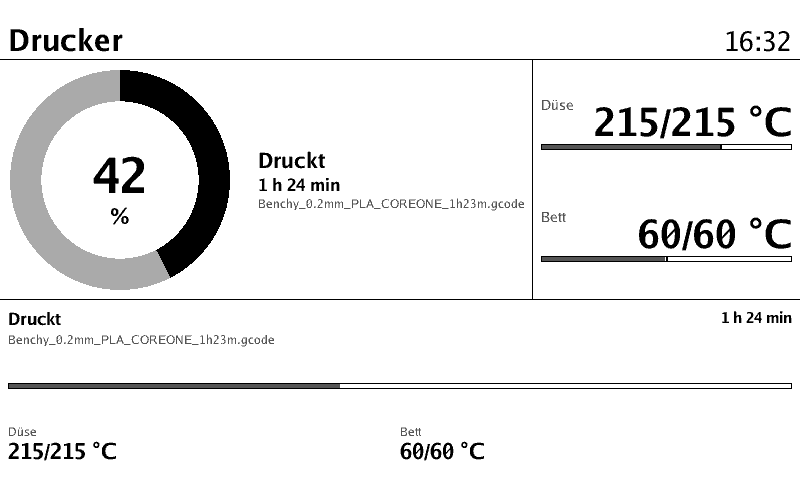 Drucker
16:32
42
%
Druckt
1 h 24 min
Benchy_0.2mm_PLA_COREONE_1h23m.gcode
Düse
215/215 °C
Bett
60/60 °C
Druckt
1 h 24 min
Benchy_0.2mm_PLA_COREONE_1h23m.gcode
Düse
215/215 °C
Bett
60/60 °C